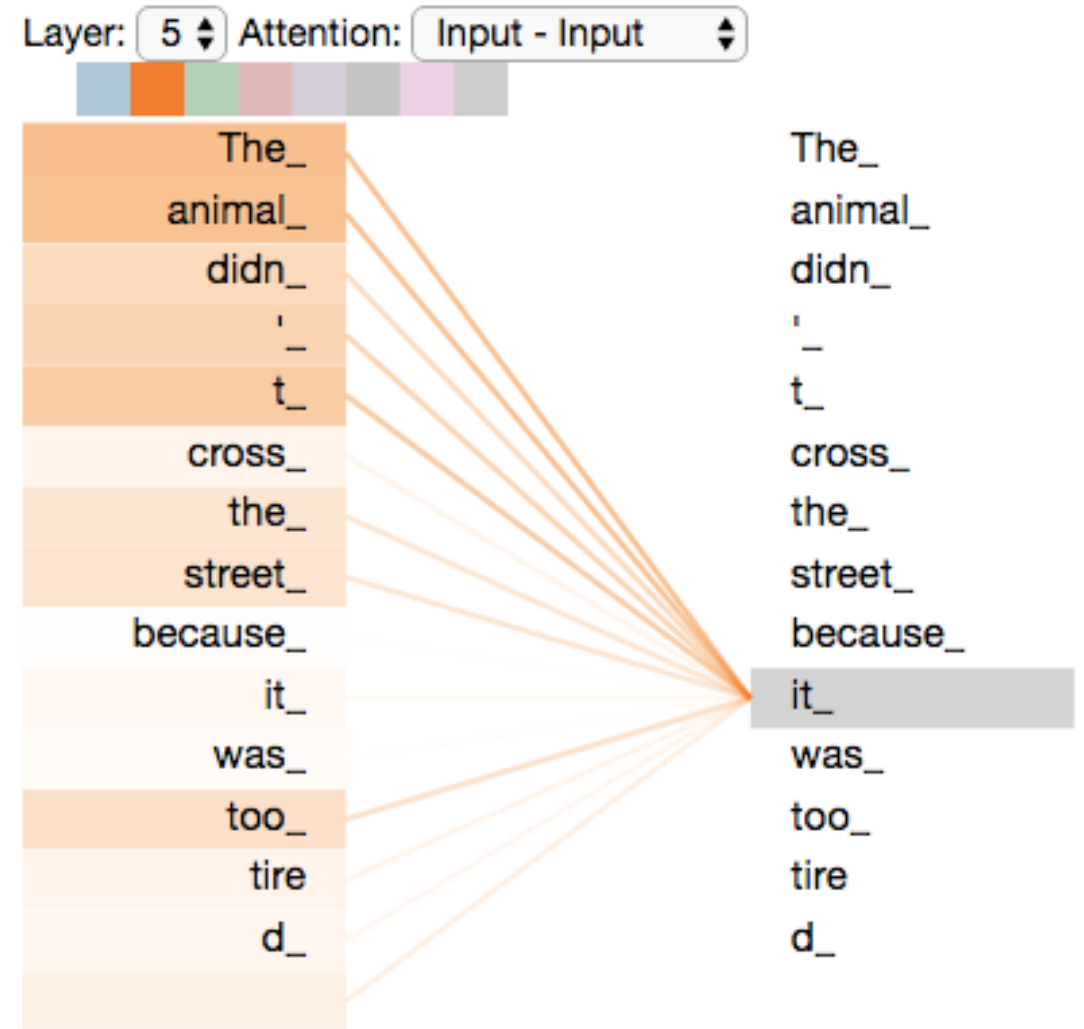 Layer: 5 Attention: Input - Input
The_ The_
animal_ animal_
didn_ didn_
'_ '_
t_ t_
cross_ cross_
the_ the_
street_ street_
because_ because_
it_ it_
was_ was_
too_ too_
tire tire
d_ d_